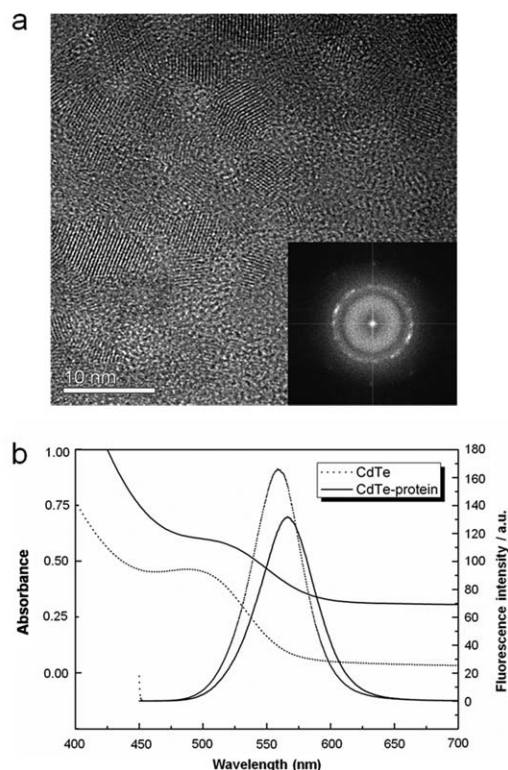 a
10 nm
b
1.00
0.75
0.50
0.25
0.00
Absorbance
CdTe
CdTe-protein
180
160
140
120
100
80
60
40
20
0
Fluorescence intensity / a.u.
400 450 500 550 600 650 700
Wavelength (nm)